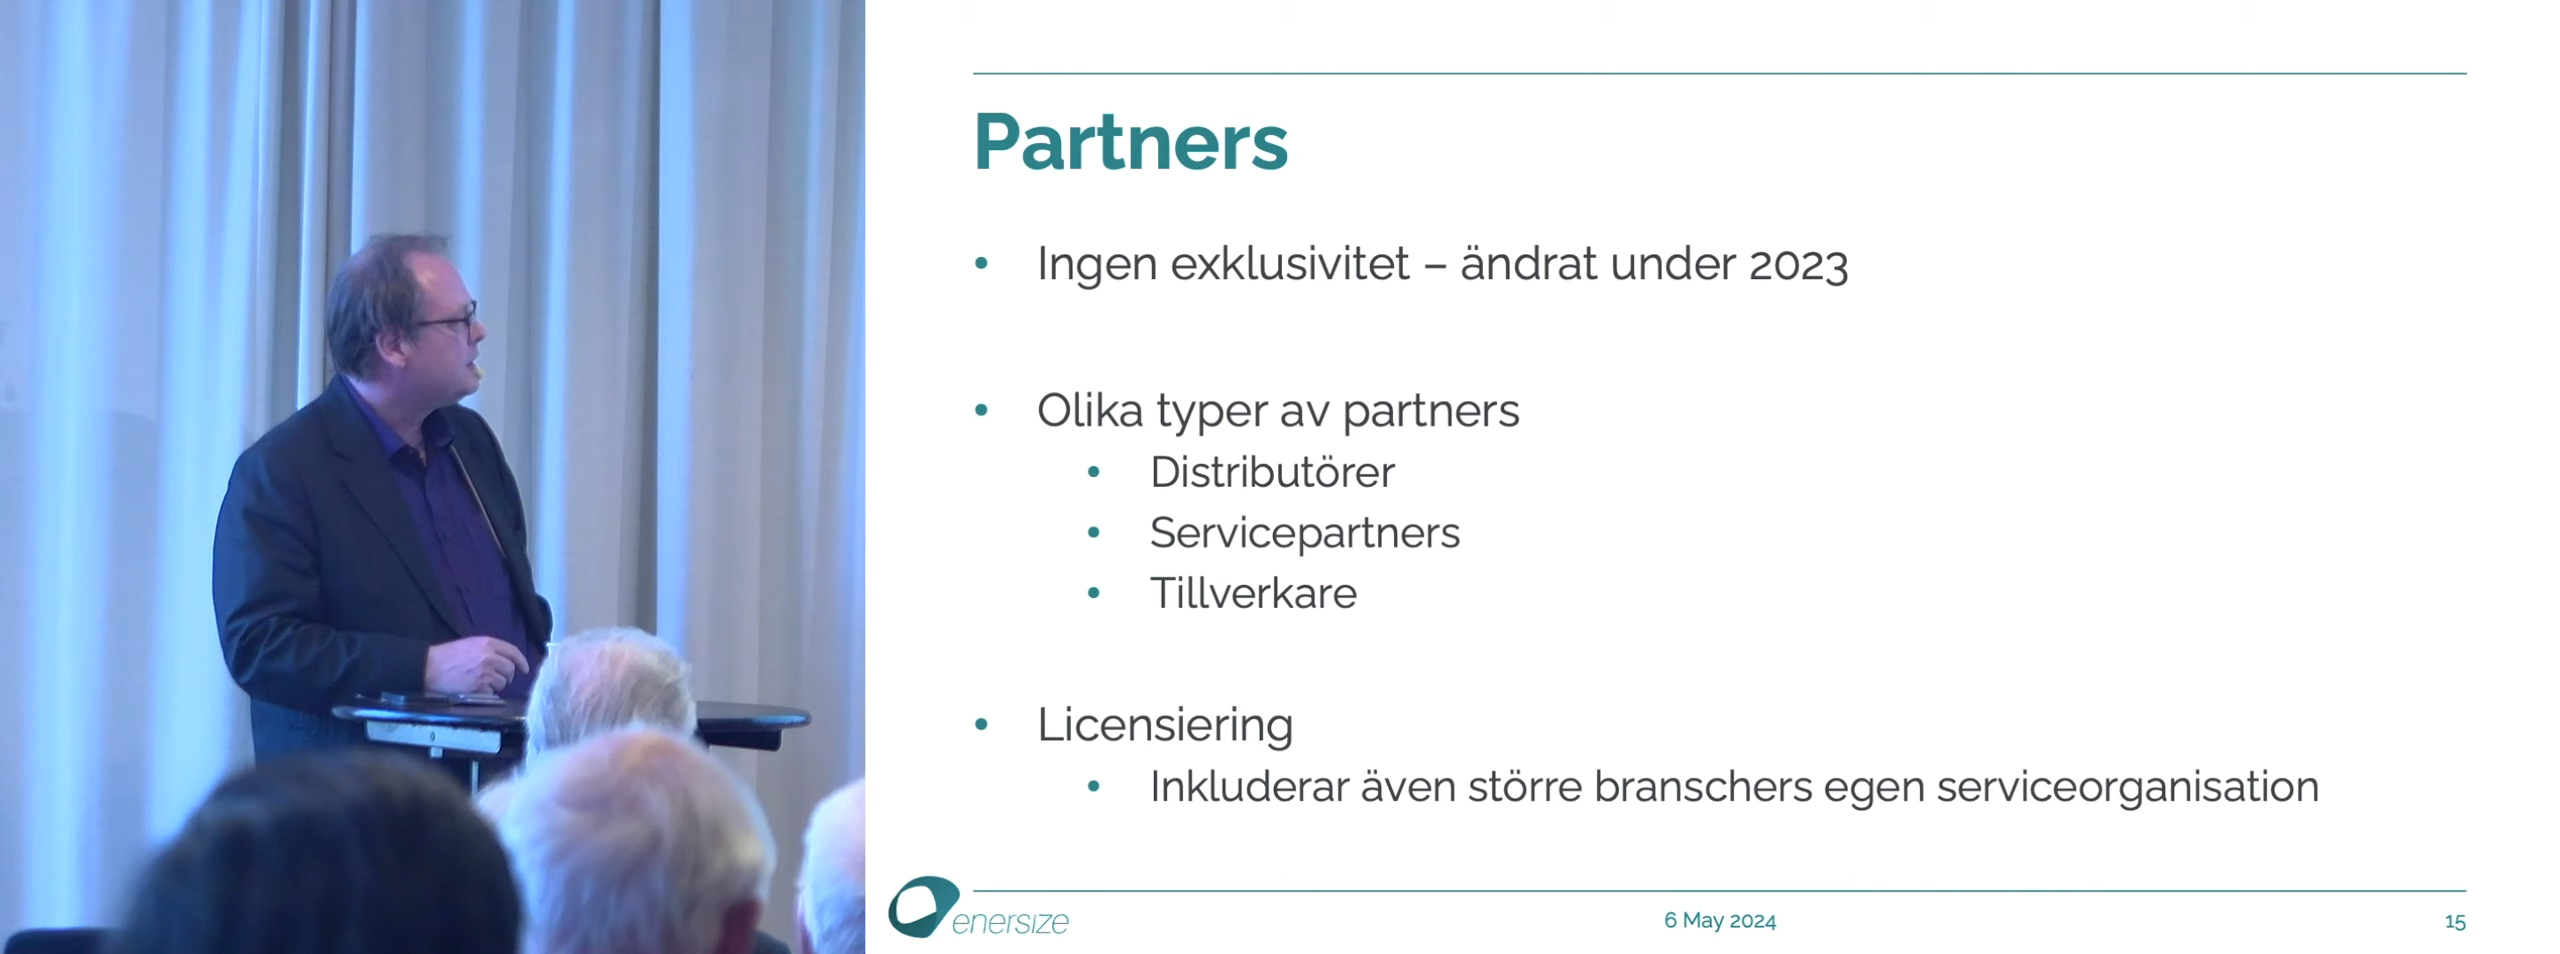 Partners
• Ingen exklusivitet – ändrat under 2023
• Olika typer av partners
• Distributörer
• Servicepartners
• Tillverkare
• Licensiering
• Inkluderar även större branschers egen serviceorganisation
enersize
6 May 2024
15